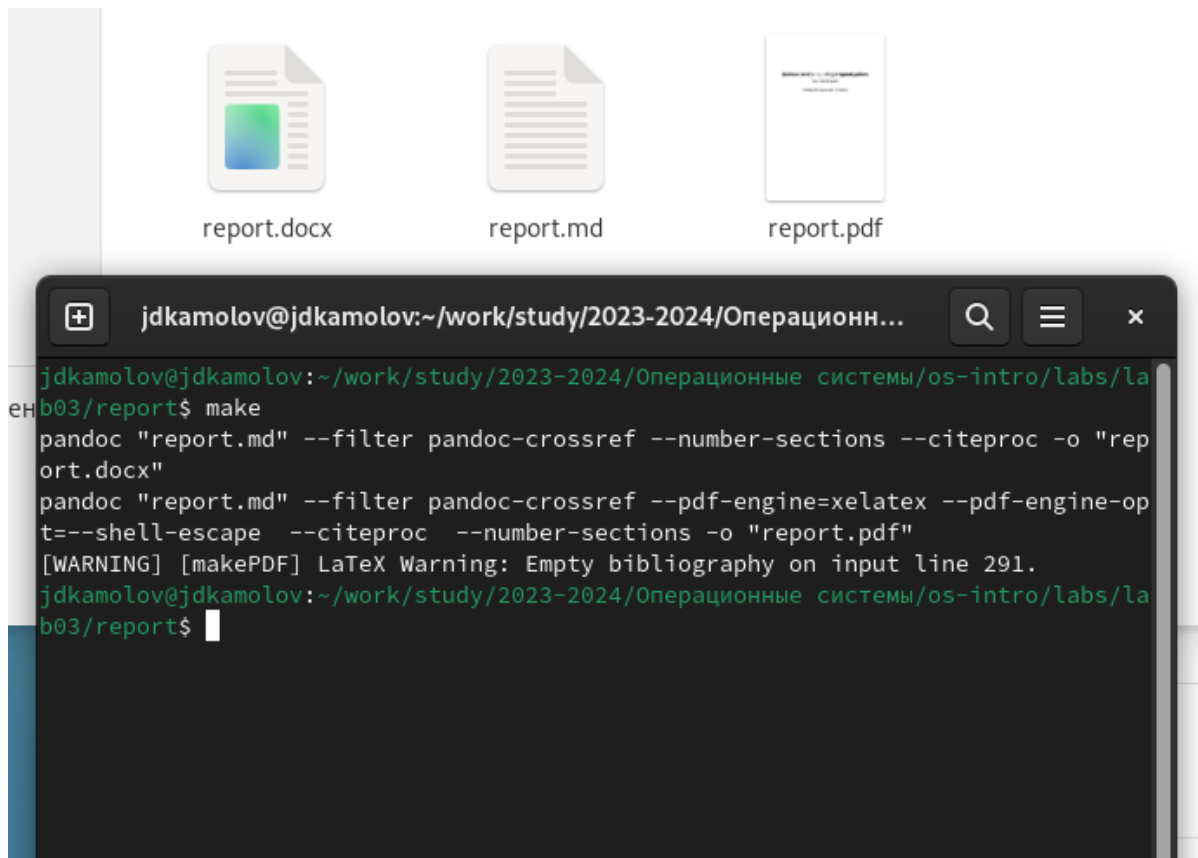 report.docx
report.md
report.pdf
jdkamolov@jdkamolov:~/work/study/2023-2024/Операционн...
jdkamolov@jdkamolov:~/work/study/2023-2024/Операционные системы/os-intro/labs/la
ен
b03/report$ make
pandoc "report.md" --filter pandoc-crossref --number-sections --citeproc -o "rep
ort.docx"
pandoc "report.md" --filter pandoc-crossref --pdf-engine=xelatex --pdf-engine-op
t=--shell-escape  --citeproc  --number-sections -o "report.pdf"
[WARNING] [makePDF] LaTeX Warning: Empty bibliography on input line 291.
jdkamolov@jdkamolov:~/work/study/2023-2024/Операционные системы/os-intro/labs/la
b03/report$